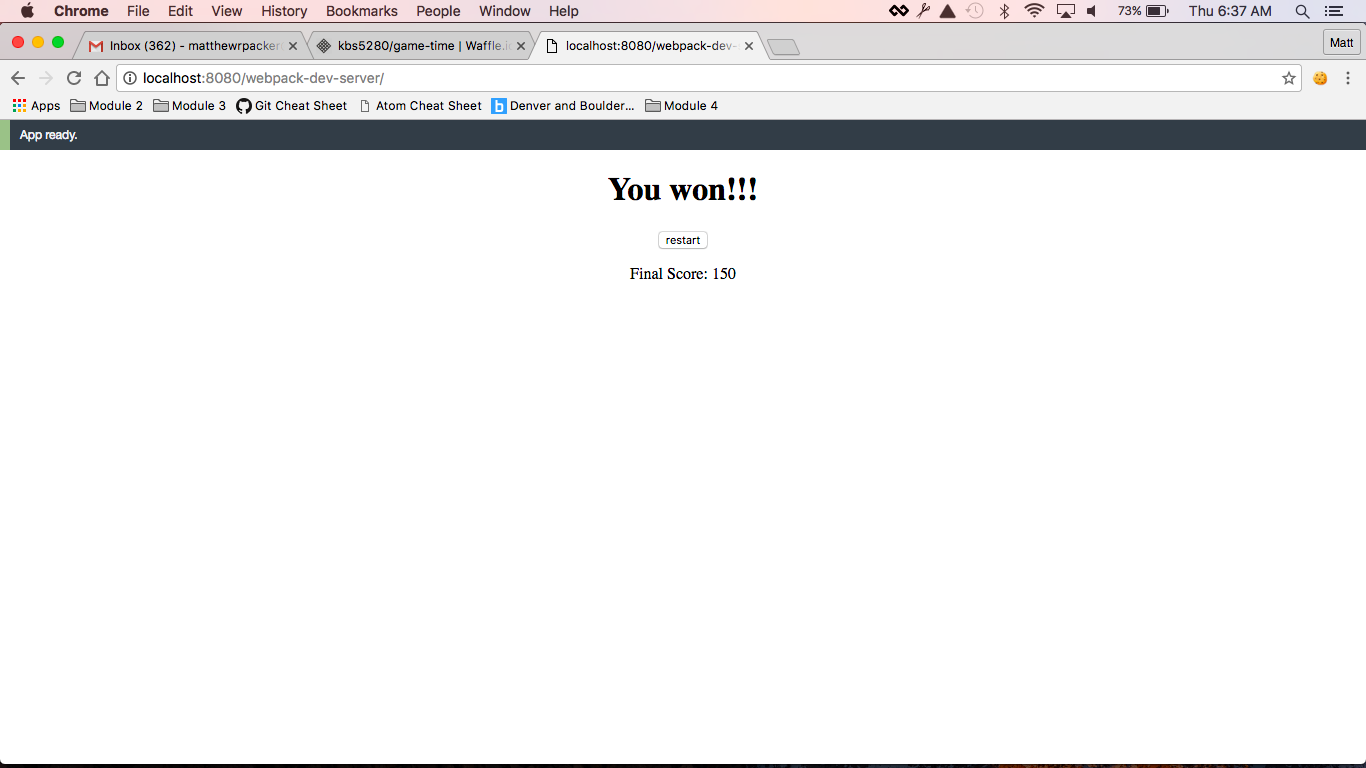 Chrome File Edit View History Bookmarks People Window Help 73% Thu 6:37 AM
Inbox (362) - matthewrpacker kbs5280/game-time | Waffle.i localhost:8080/webpack-dev- Matt
localhost:8080/webpack-dev-server/
Apps Module 2 Module 3 Git Cheat Sheet Atom Cheat Sheet b Denver and Boulder... Module 4
App ready.
You won!!!
restart
Final Score: 150